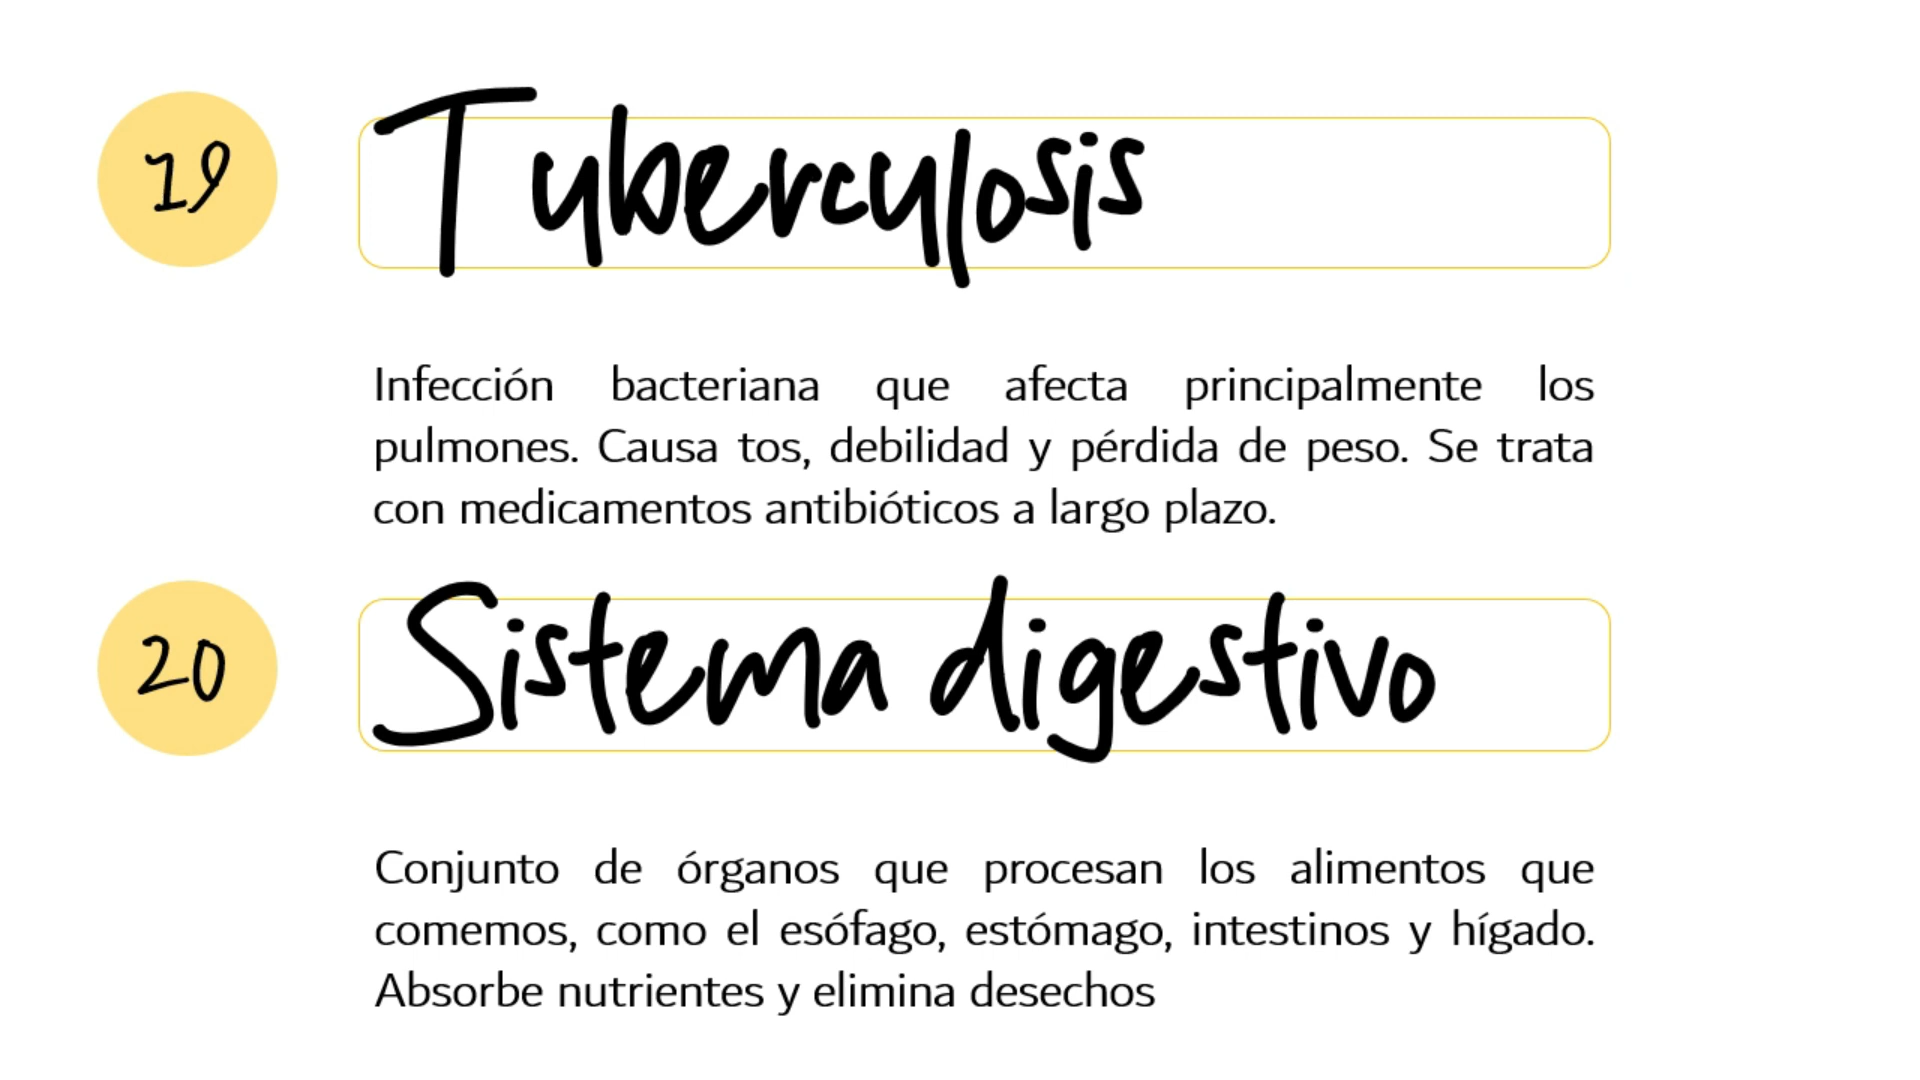 19
Tuberculosis
Infección bacteriana que afecta principalmente los
pulmones. Causa tos, debilidad y pérdida de peso. Se trata
con medicamentos antibióticos a largo plazo.
20
Sistema digestivo
Conjunto de órganos que procesan los alimentos que
comemos, como el esófago, estómago, intestinos y hígado.
Absorbe nutrientes y elimina desechos